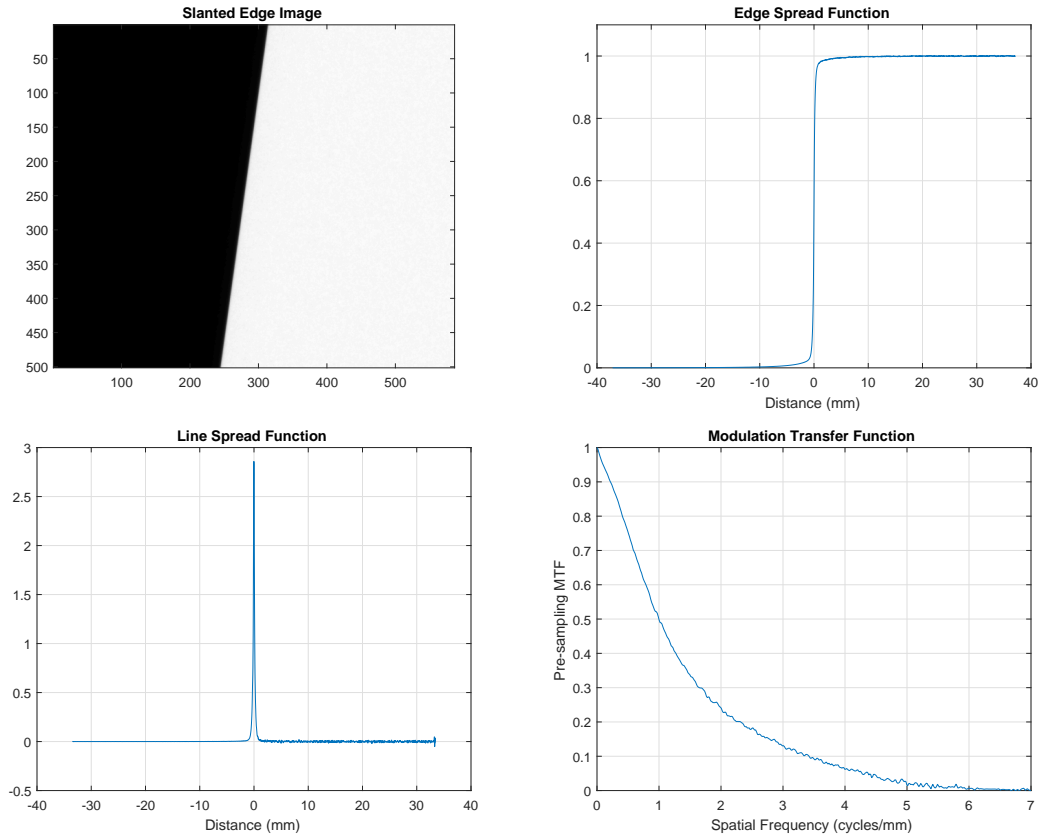 Slanted Edge Image
50
100
150
200
250
300
350
400
450
500
100 200 300 400 500
Edge Spread Function
1
0.8
0.6
0.4
0.2
0
-40 -30 -20 -10 0 10 20 30 40
Distance (mm)
Line Spread Function
3
2.5
2
1.5
1
0.5
0
-0.5
-40 -30 -20 -10 0 10 20 30 40
Distance (mm)
Modulation Transfer Function
Pre-sampling MTF
1
0.9
0.8
0.7
0.6
0.5
0.4
0.3
0.2
0.1
0
0 1 2 3 4 5 6 7
Spatial Frequency (cycles/mm)